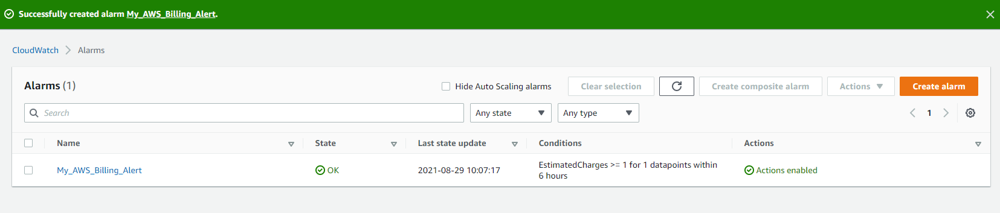 Successfully created alarm My_AWS_Billing_Alert.
CloudWatch Alarms
Alarms (1)
Hide Auto Scaling alarms
Clear selection
Create composite alarm
Actions
Create alarm
Search
Any state
Any type
1
Name State Last state update Conditions Actions
My_AWS_Billing_Alert OK 2021-08-29 10:07:17 EstimatedCharges >= 1 for 1 datapoints within
6 hours
Actions enabled